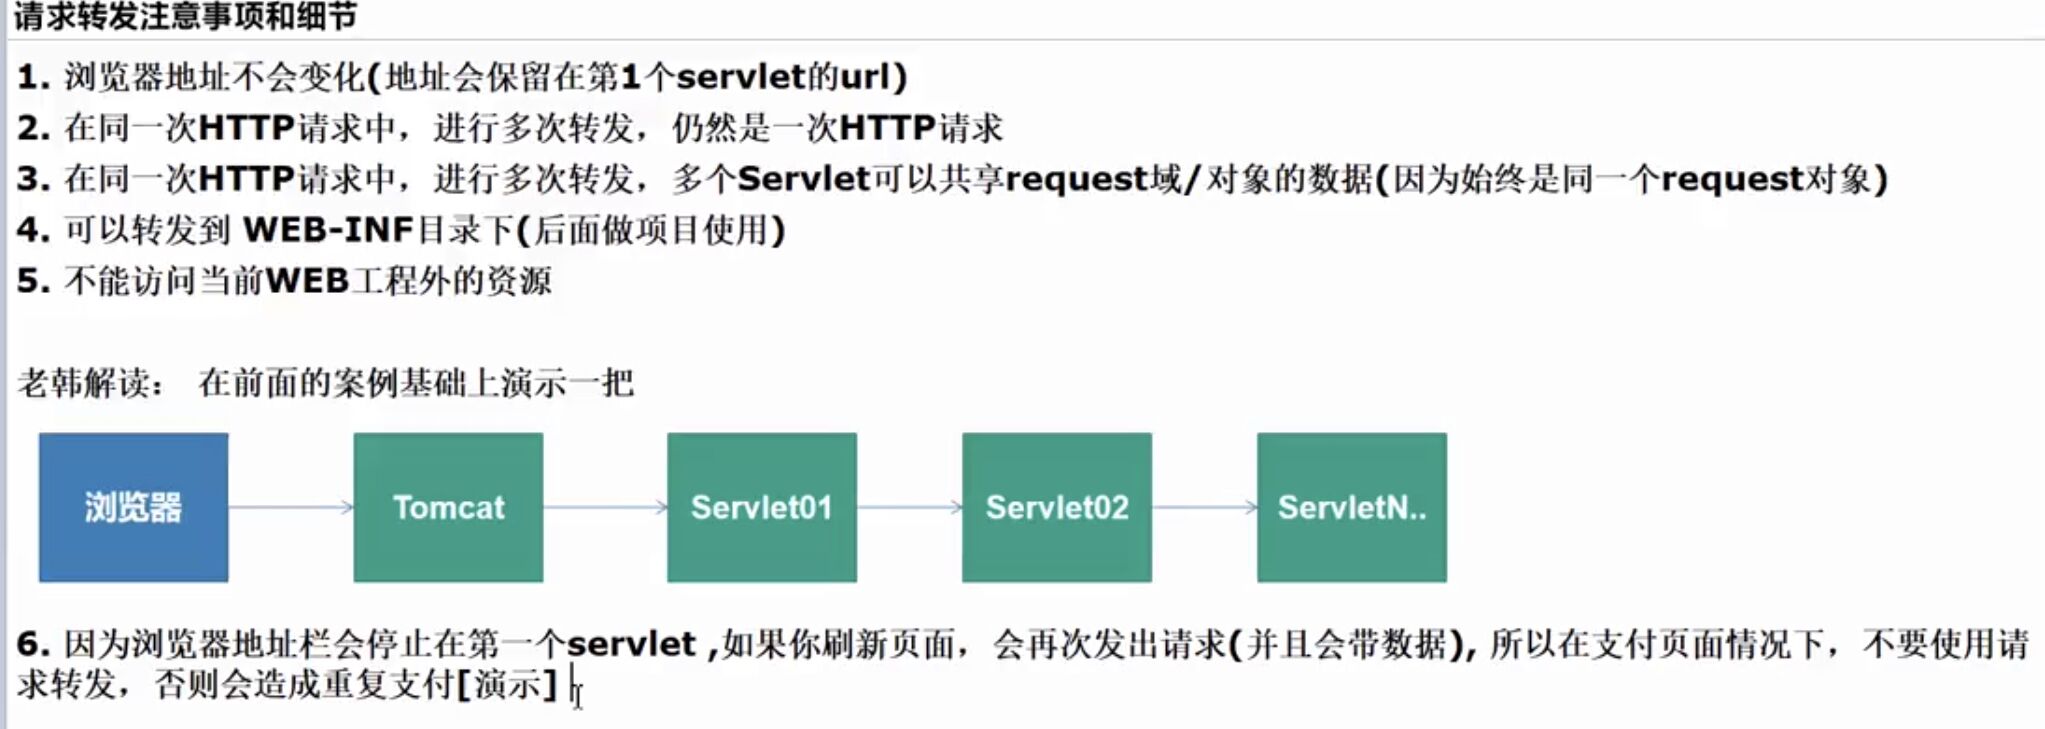 请求转发注意事项和细节
1. 浏览器地址不会变化(地址会保留在第1个servlet的url)
2. 在同一次HTTP请求中，进行多次转发，仍然是一次HTTP请求
3. 在同一次HTTP请求中，进行多次转发，多个Servlet可以共享request域/对象的数据(因为始终是同一个request对象)
4. 可以转发到 WEB-INF目录下(后面做项目使用)
5. 不能访问当前WEB工程外的资源
老韩解读： 在前面的案例基础上演示一把
浏览器
Tomcat
Servlet01
Servlet02
ServletN..
6. 因为浏览器地址栏会停止在第一个servlet ,如果你刷新页面，会再次发出请求(并且会带数据), 所以在支付页面情况下，不要使用请
求转发，否则会造成重复支付[演示]